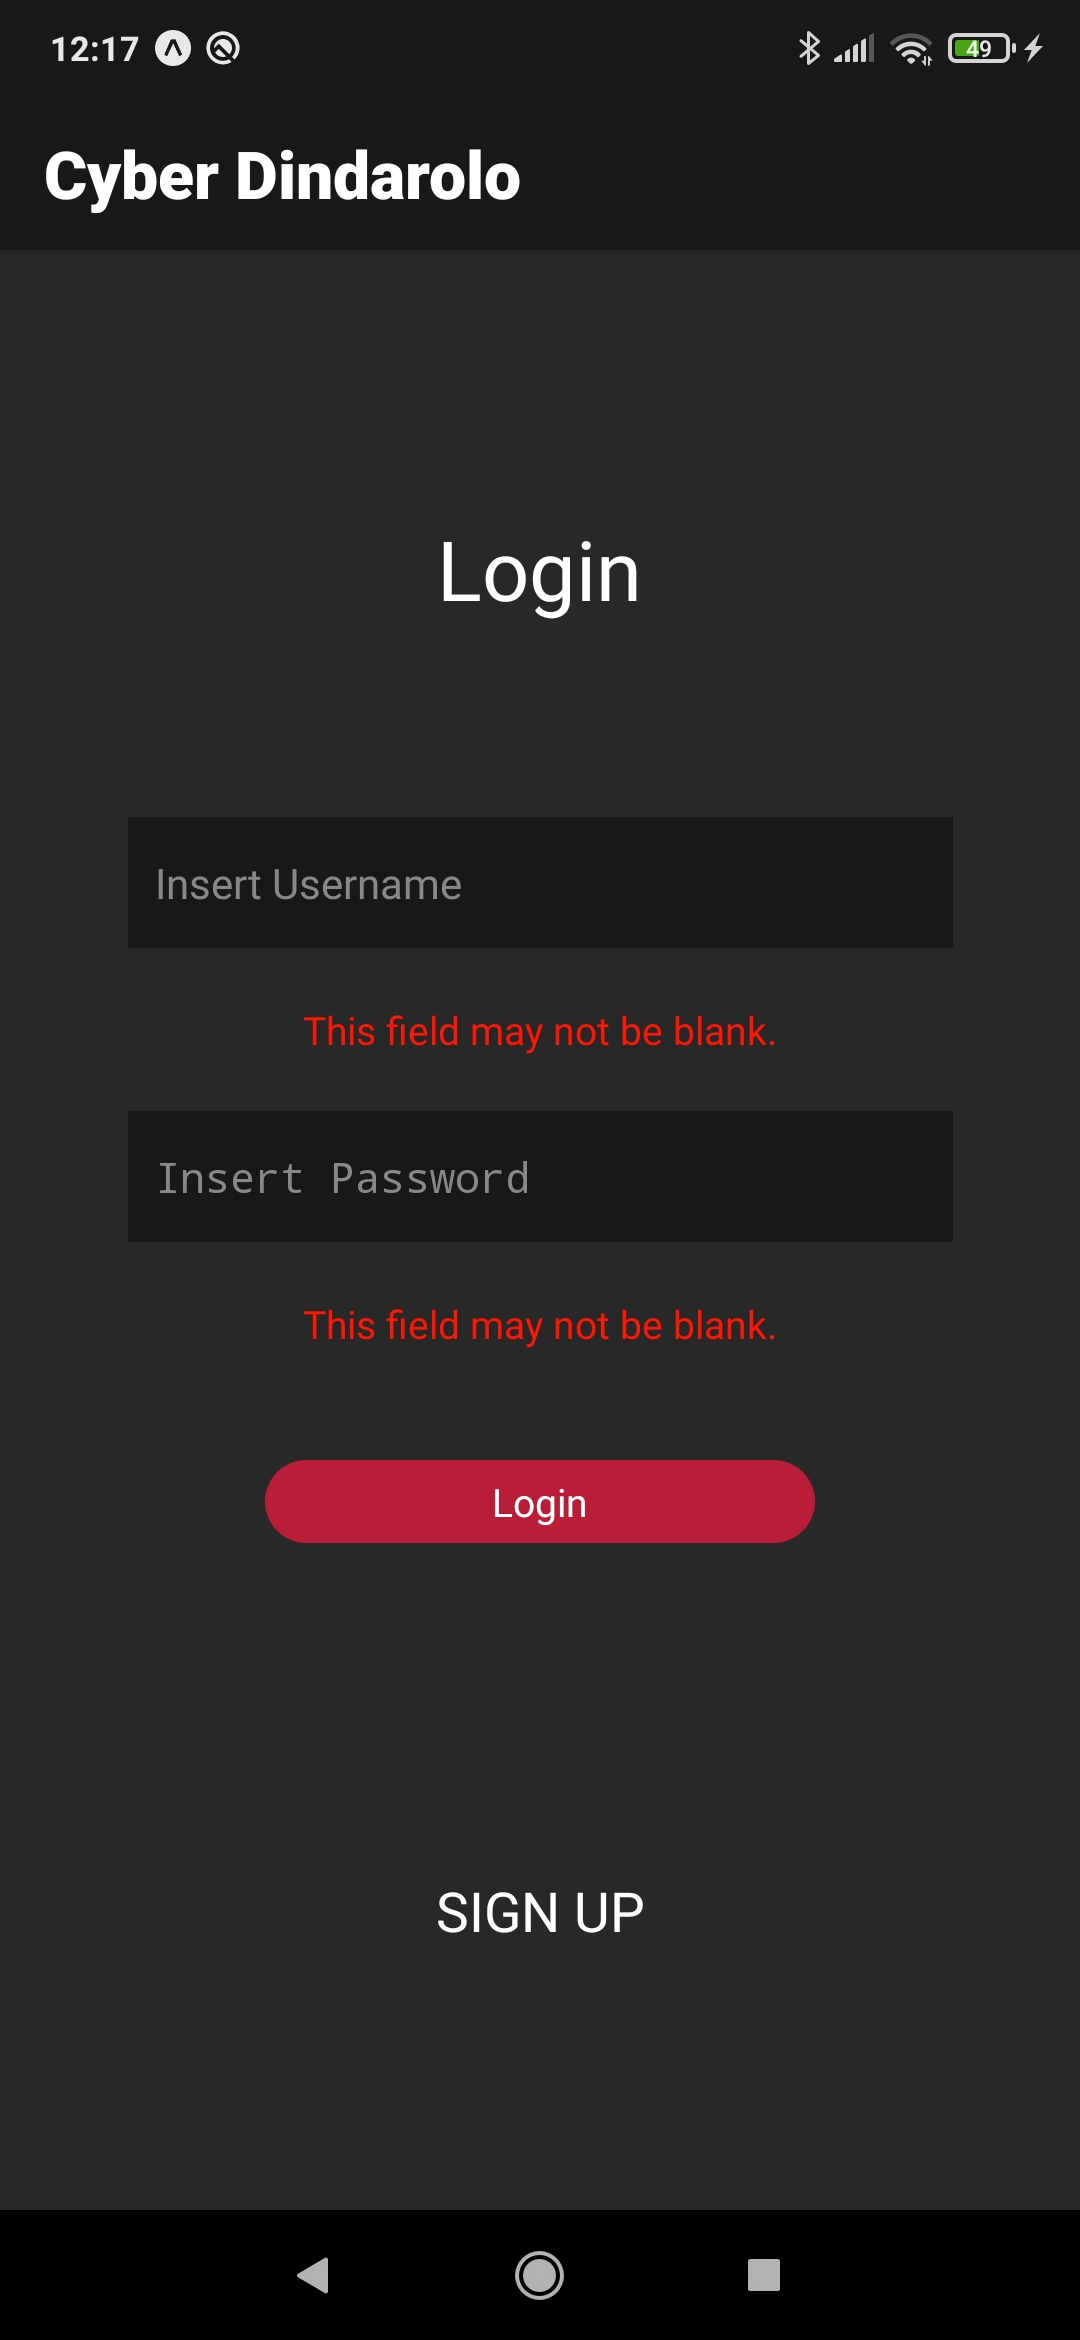 12:17
49
Cyber Dindarolo
Login
Insert Username
This field may not be blank.
Insert Password
This field may not be blank.
Login
SIGN UP